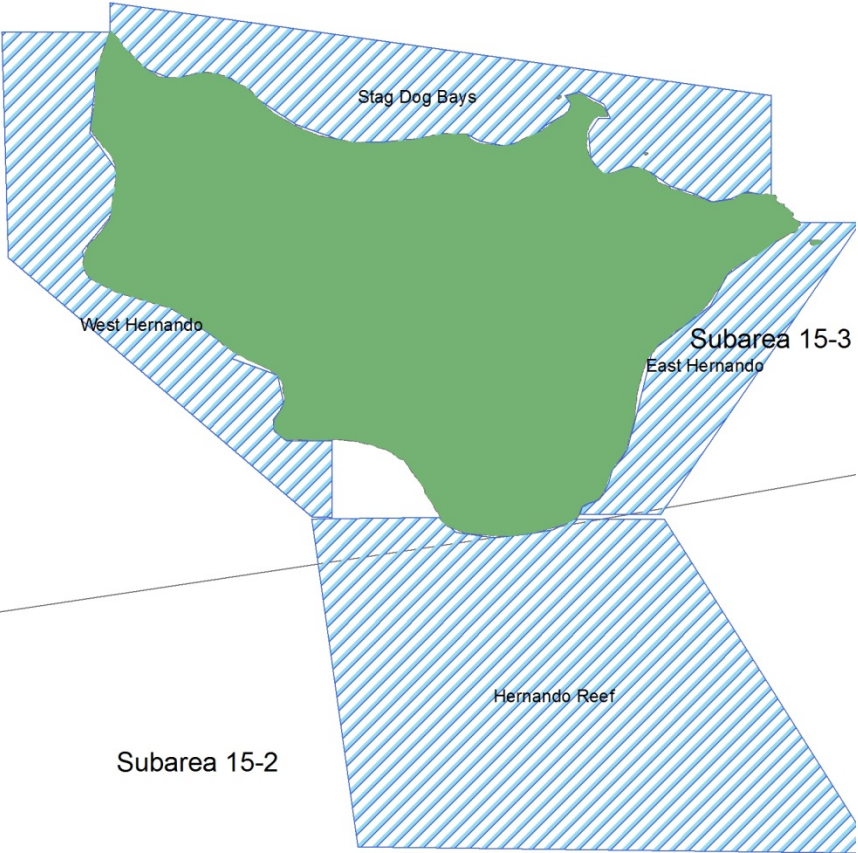 Stag Dog Bays
West Hernando
Subarea 15-3
East Hernando
Hernando Reef
Subarea 15-2